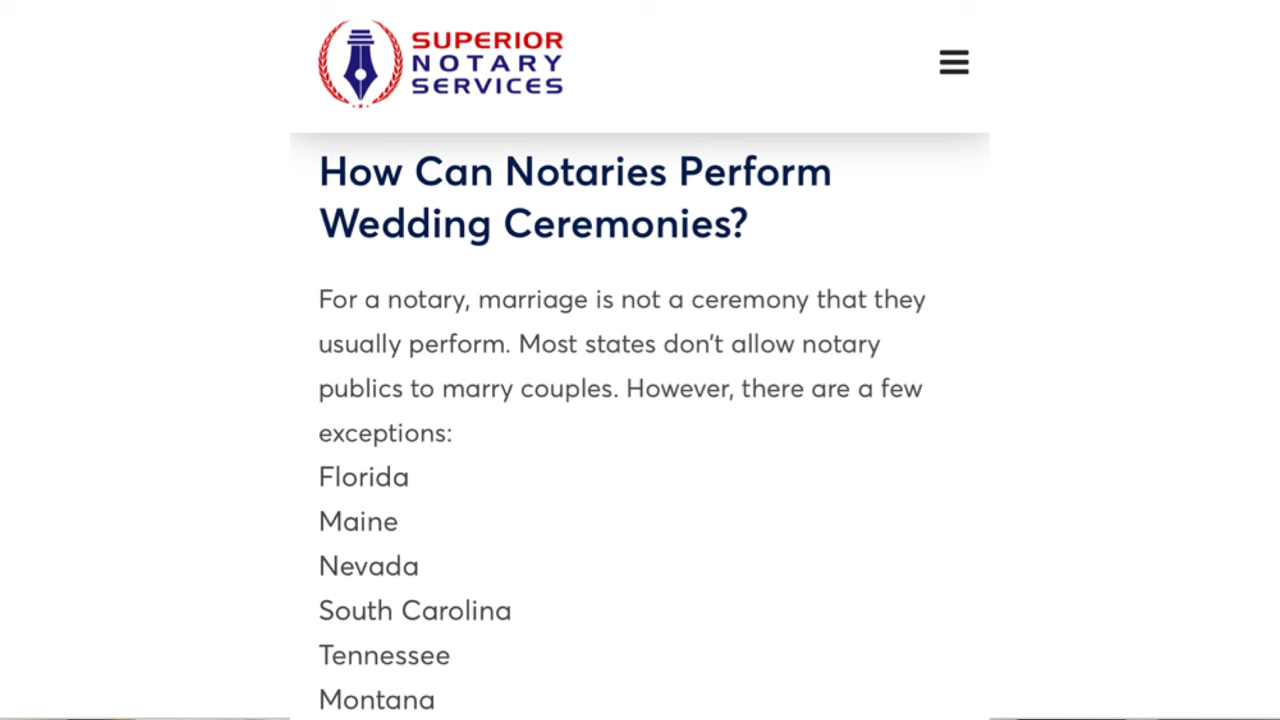 SUPERIOR
NOTARY
SERVICES
How Can Notaries Perform
Wedding Ceremonies?
For a notary, marriage is not a ceremony that they
usually perform. Most states don't allow notary
publics to marry couples. However, there are a few
exceptions:
Florida
Maine
Nevada
South Carolina
Tennessee
Montana